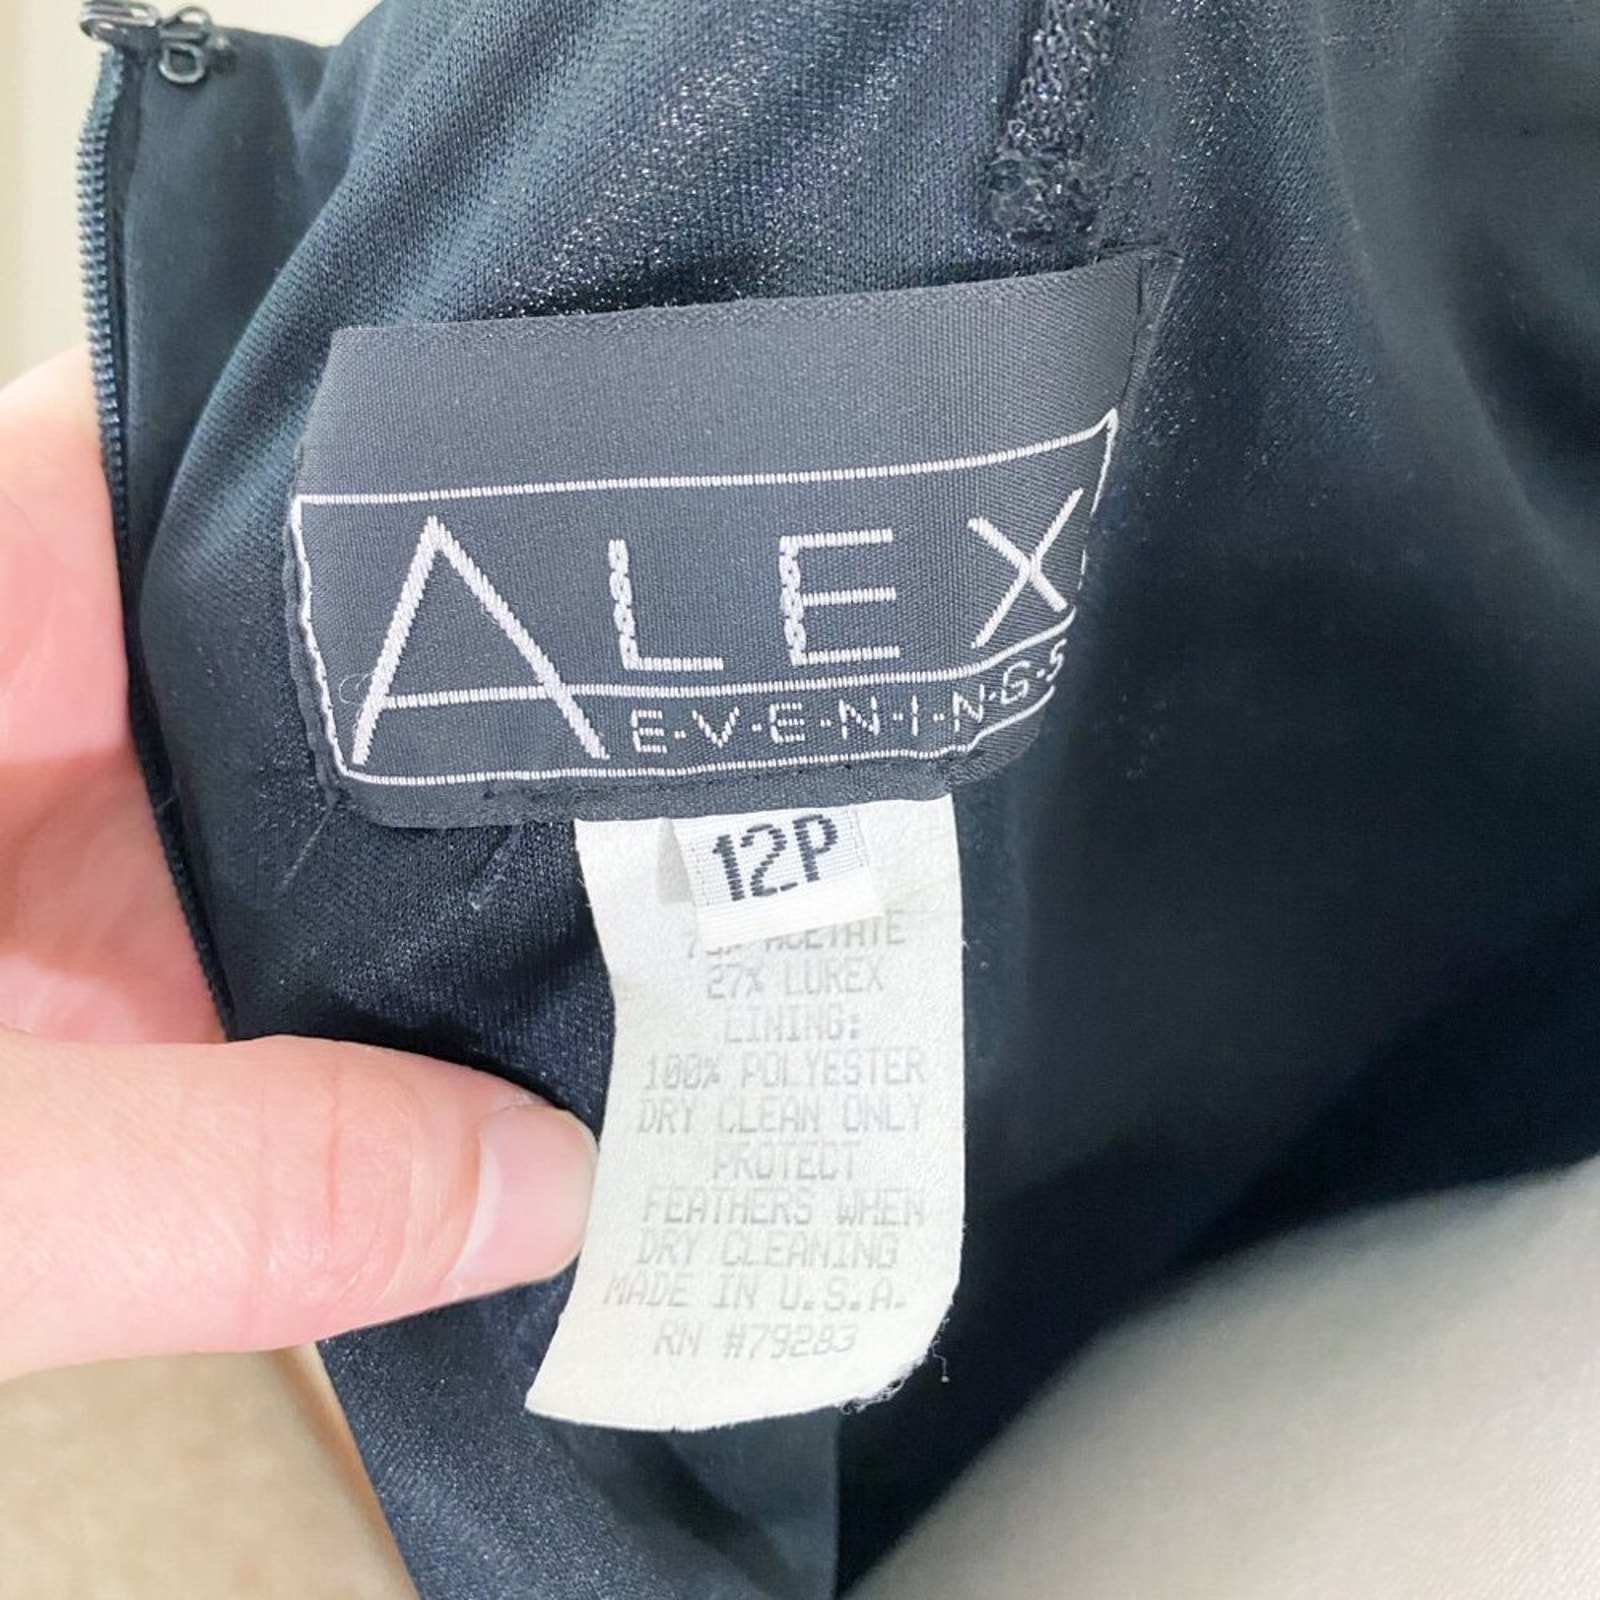 ALEX
E·V·E·N·I·N·G·S
12P
ACETATE
27% LUREX
LINING:
100% POLYESTER
DRY CLEAN ONLY
PROTECT
FEATHERS WHEN
DRY CLEANING
MADE IN U.S.A.
RN #79283